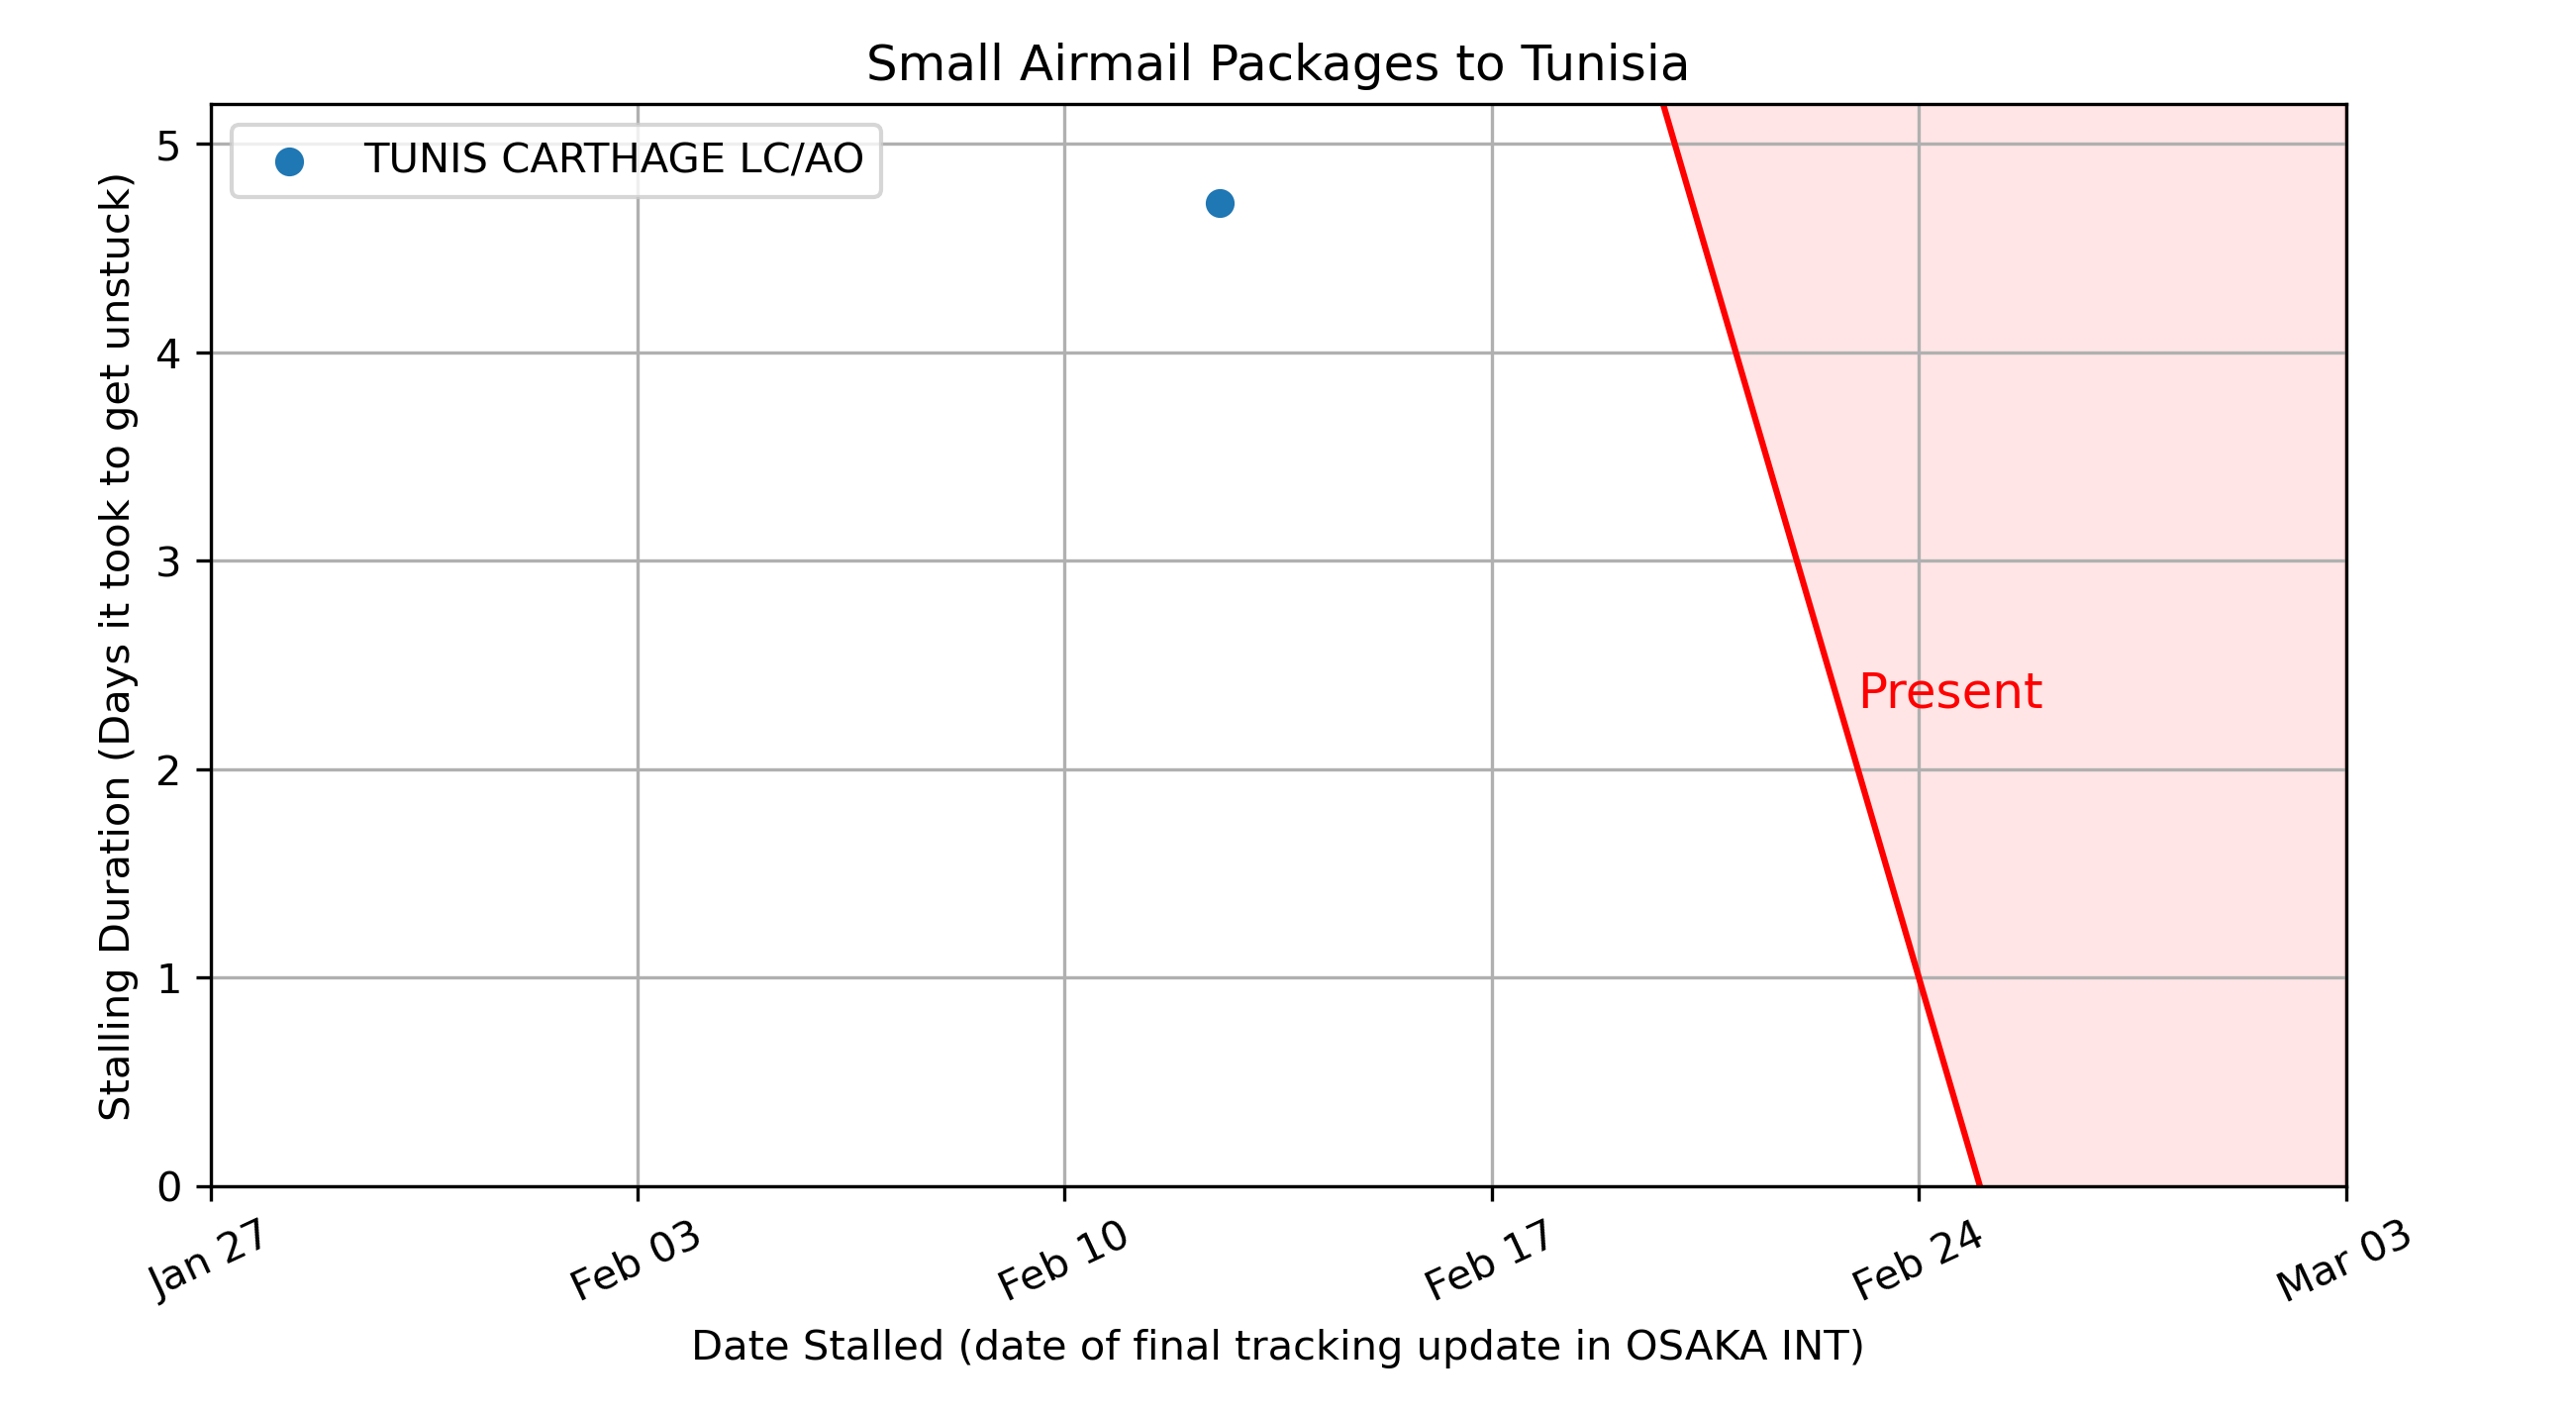 Small Airmail Packages to Tunisia
TUNIS CARTHAGE LC/AO
Stalling Duration (Days it took to get unstuck)
5
4
3
2
1
0
Present
Jan 27
Feb 03
Feb 10
Feb 17
Feb 24
Mar 03
Date Stalled (date of final tracking update in OSAKA INT)